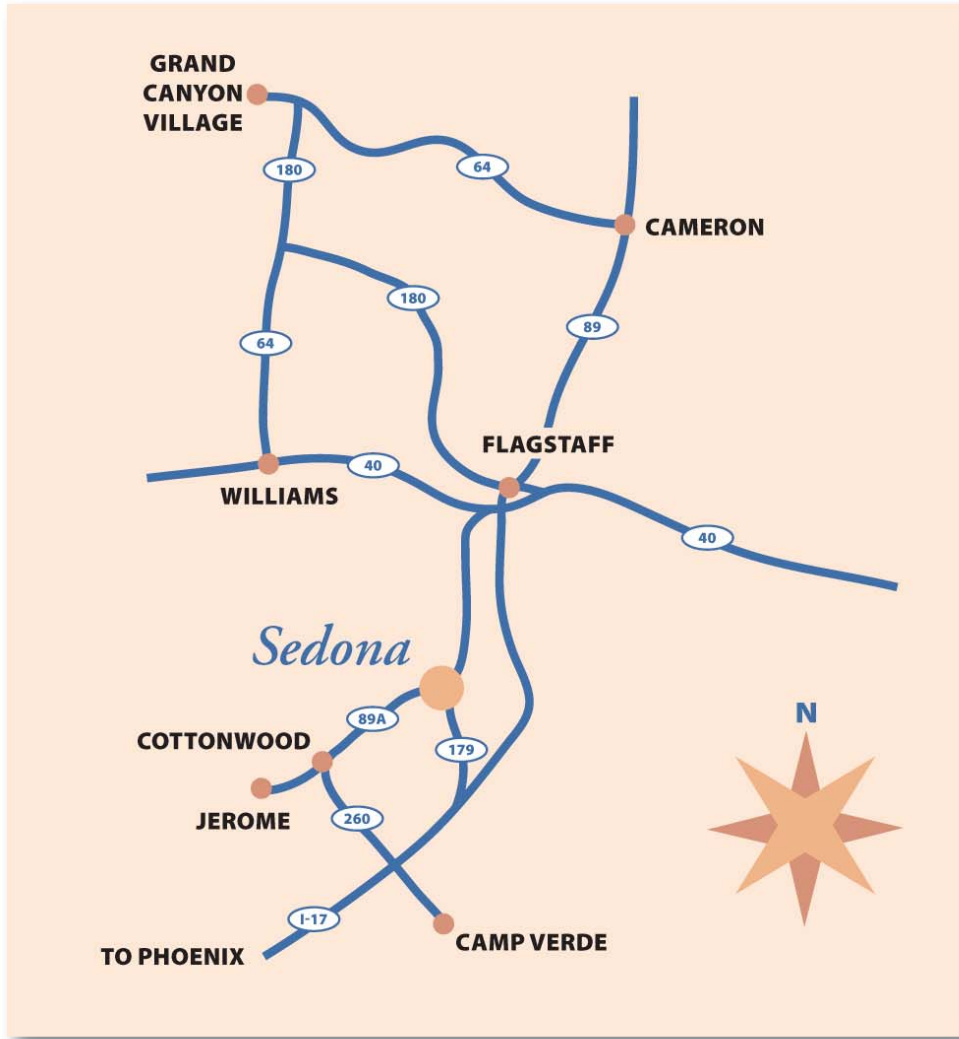 GRAND
CANYON
VILLAGE
180
64
CAMERON
180
89
64
FLAGSTAFF
40
WILLIAMS
40
Sedona
N
89A
COTTONWOOD
179
JEROME
260
I-17
TO PHOENIX
CAMP VERDE